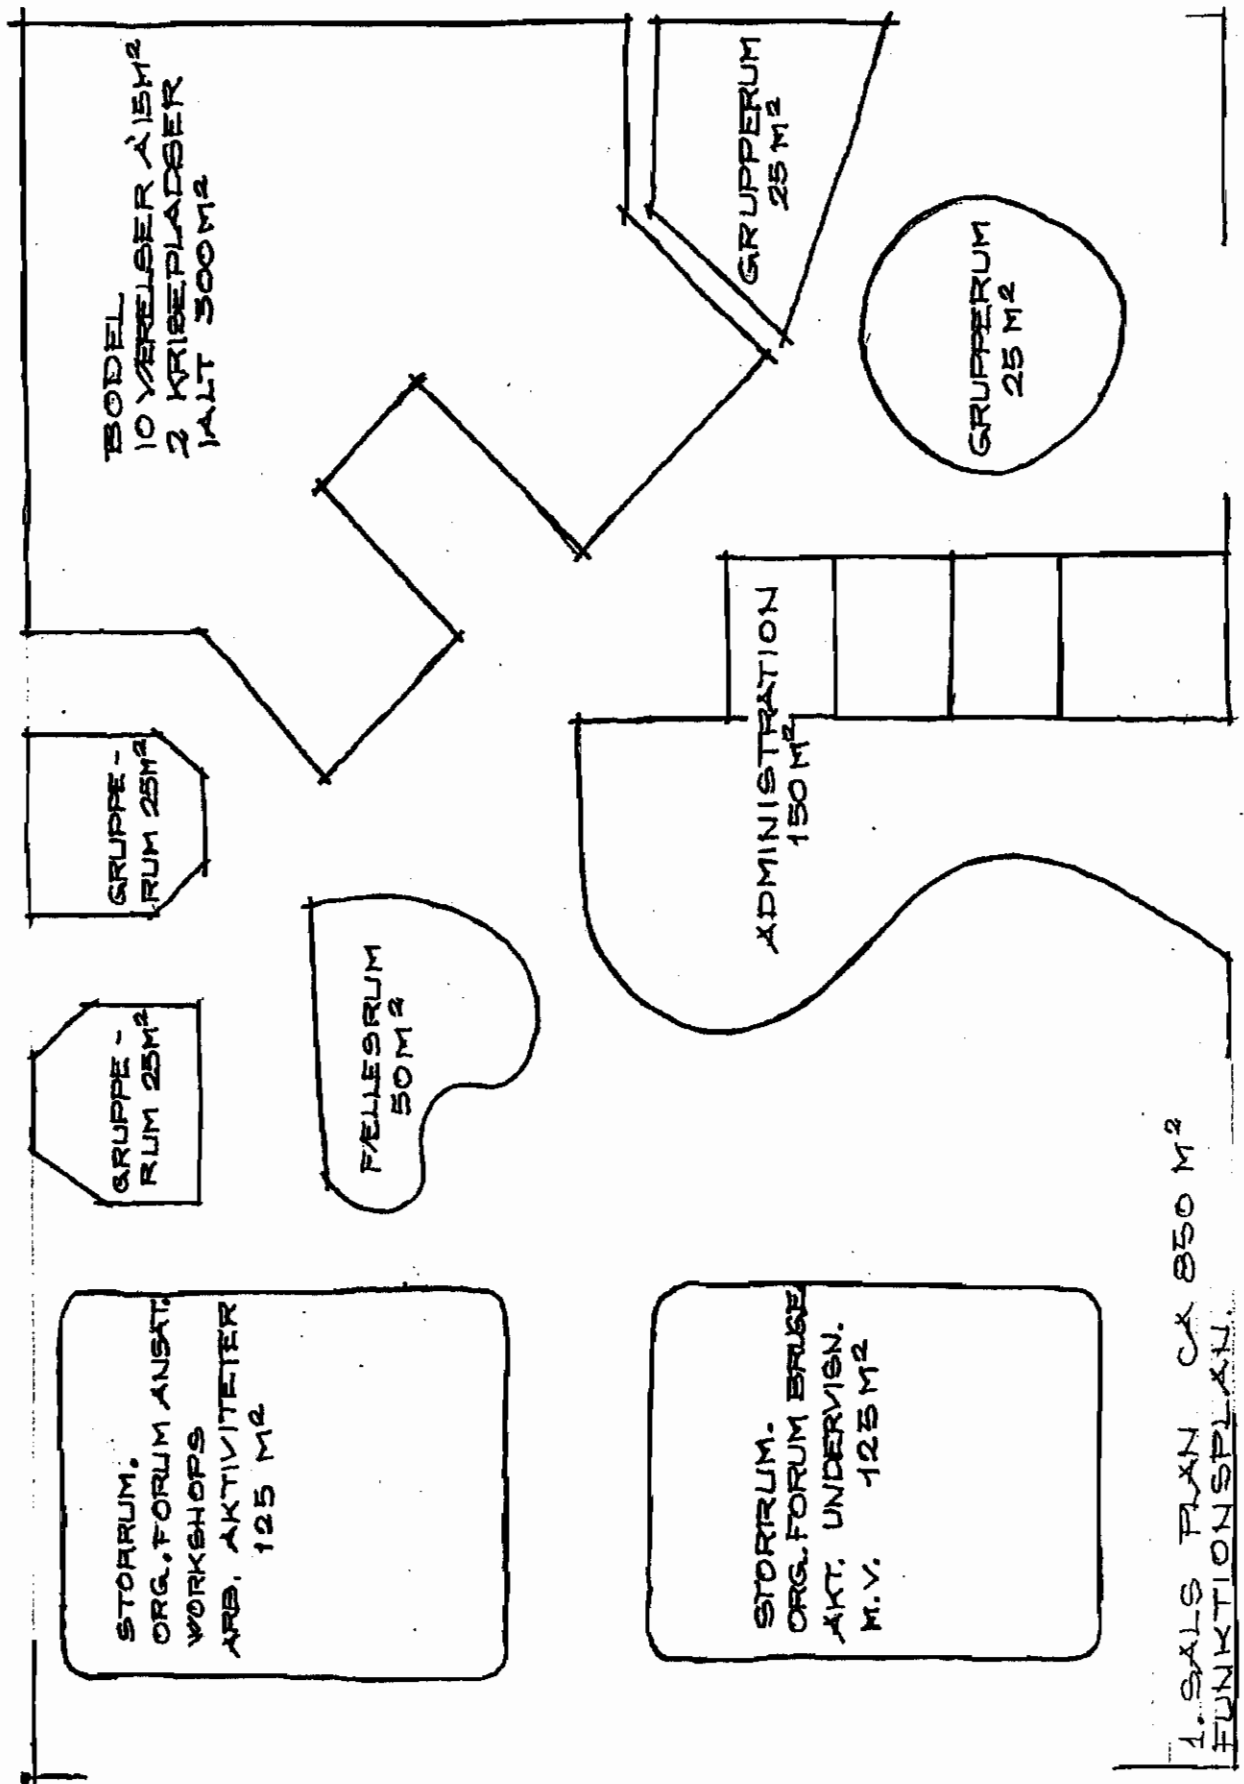 STORRUM.
ORG. FORUM ANSAT.
WORKSHOPS
ARB. AKTIVITETER
125 M²
GRUPPE-
RUM 25M²
GRUPPE-
RUM 25M²
BODEL
10 VÆRELSER À 15M²
2 KRISEPLADSER
IALT 300M²
FÆLLESRUM
50 M²
GRUPPERUM
25 M²
STORRUM.
ORG. FORUM BRUGE
AKT. UNDERVISN.
M.V. 125 M²
ADMINISTRATION
150 M²
GRUPPERUM
25 M²
1. SALS PLAN CA 850 M²
FUNKTIONSPLAN.